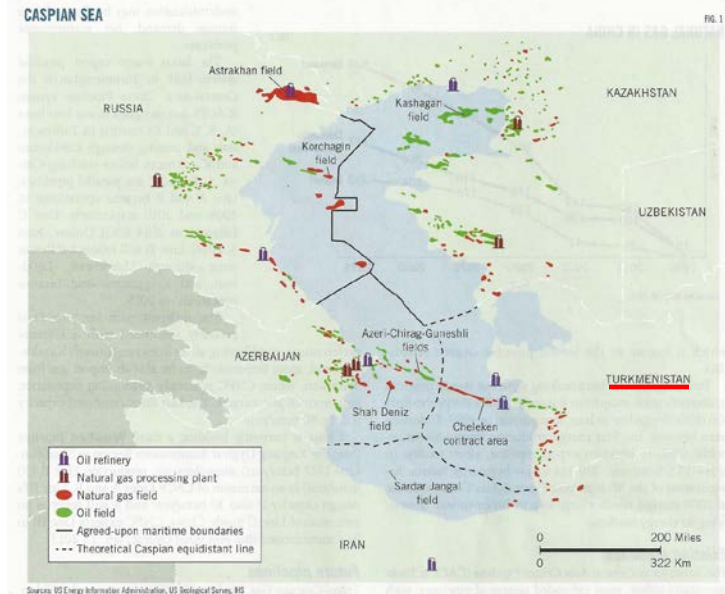 CASPIAN SEA
FIG. 1
Astrakhan field
RUSSIA
KAZAKHSTAN
Kashagan
field
Korchagin
field
UZBEKISTAN
Azeri-Chirag-Guneshli
fields
AZERBAIJAN
TURKMENISTAN
Shah Deniz
field
Cheleken
contract area
Sardar Jangal
field
Oil refinery
Natural gas processing plant
Natural gas field
Oil field
Agreed-upon maritime boundaries
Theoretical Caspian equidistant line
IRAN
0 200 Miles
0 322 Km
Sources: US Energy Information Administration, US Geological Survey, IHS